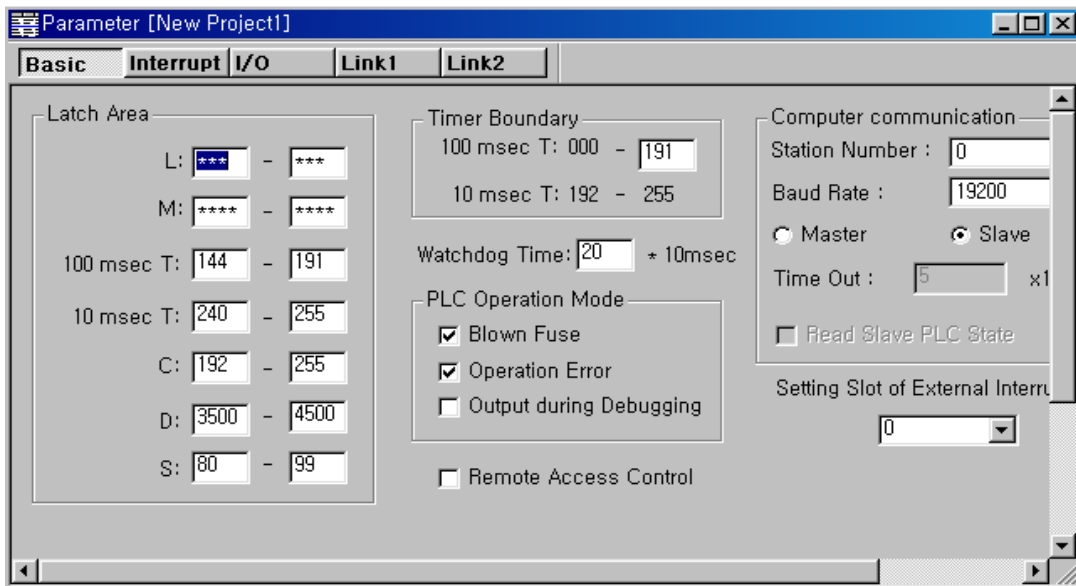 Parameter [New Project1]
Basic Interrupt I/O Link1 Link2
Latch Area
L: *** - ***
M: **** - ****
100 msec T: 144 - 191
10 msec T: 240 - 255
C: 192 - 255
D: 3500 - 4500
S: 80 - 99
Timer Boundary
100 msec T: 000 - 191
10 msec T: 192 - 255
Watchdog Time: 20 * 10msec
PLC Operation Mode
Blown Fuse
Operation Error
Output during Debugging
Remote Access Control
Computer communication
Station Number : 0
Baud Rate : 19200
Master Slave
Time Out : 5 x1
Read Slave PLC State
Setting Slot of External Interru
0